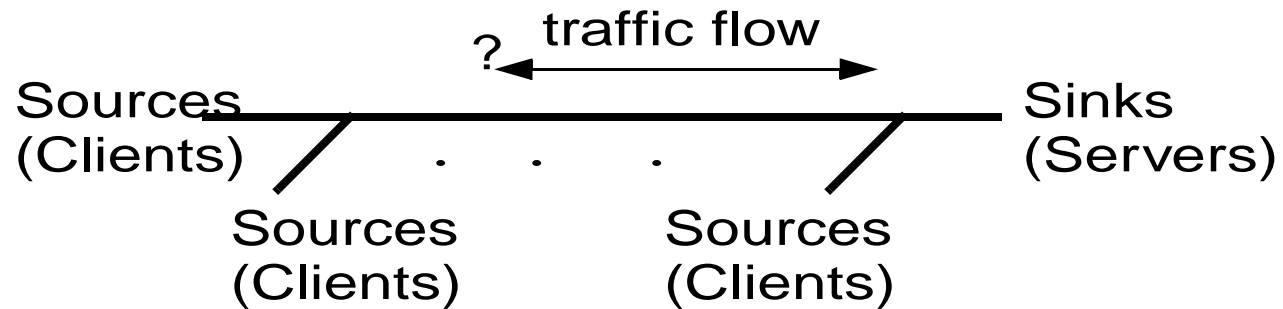 ? traffic flow
Sources
(Clients)
Sinks
(Servers)
. . .
Sources
(Clients)
Sources
(Clients)